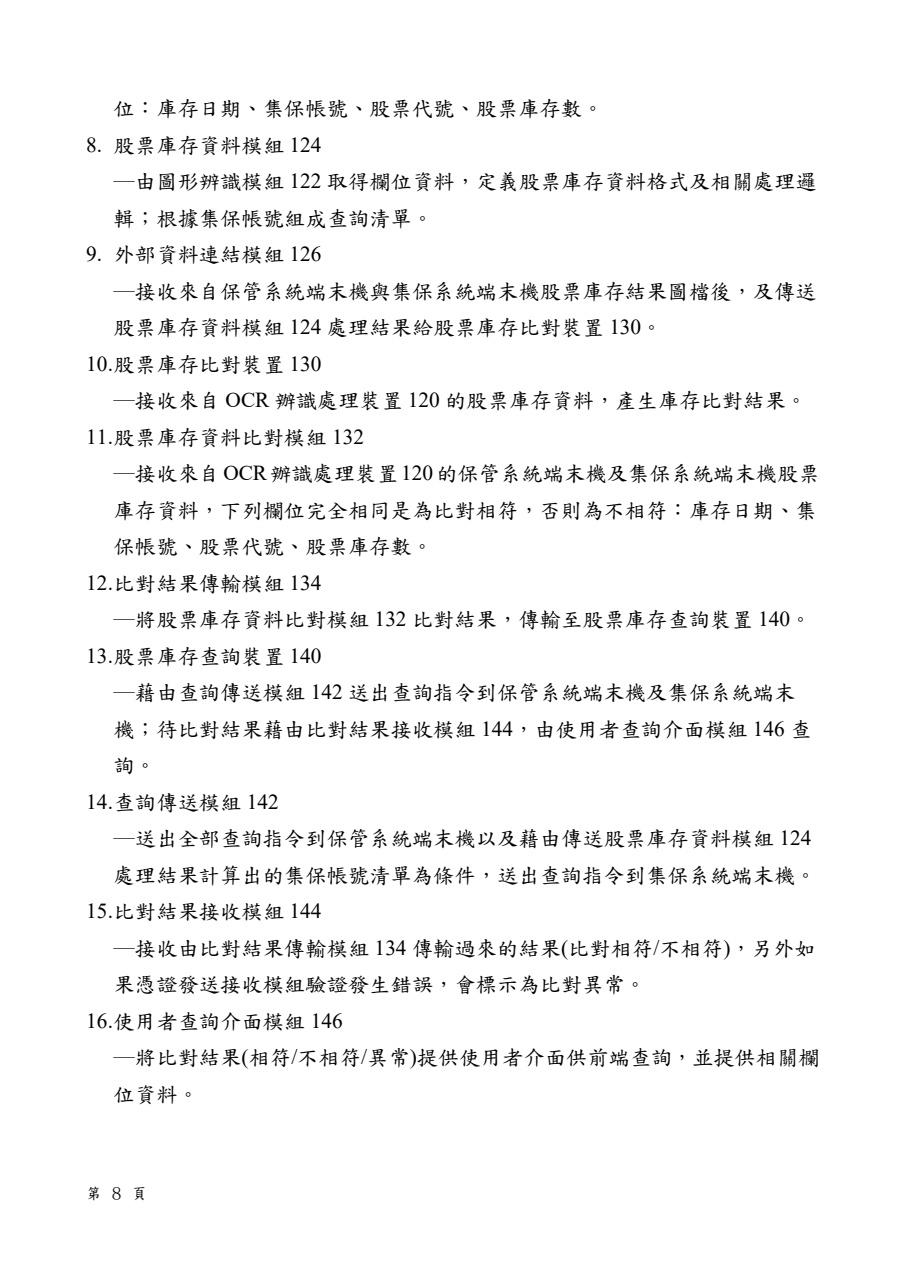 位：庫存日期、集保帳號、股票代號、股票庫存數。
8. 股票庫存資料模組 124
—由圖形辨識模組 122 取得欄位資料，定義股票庫存資料格式及相關處理邏
輯；根據集保帳號組成查詢清單。
9. 外部資料連結模組 126
—接收來自保管系統端末機與集保系統端末機股票庫存結果圖檔後，及傳送
股票庫存資料模組 124 處理結果給股票庫存比對裝置 130。
10.股票庫存比對裝置 130
—接收來自 OCR 辨識處理裝置 120 的股票庫存資料，產生庫存比對結果。
11.股票庫存資料比對模組 132
—接收來自 OCR 辨識處理裝置 120 的保管系統端末機及集保系統端末機股票
庫存資料，下列欄位完全相同是為比對相符，否則為不相符：庫存日期、集
保帳號、股票代號、股票庫存數。
12.比對結果傳輸模組 134
—將股票庫存資料比對模組 132 比對結果，傳輸至股票庫存查詢裝置 140。
13.股票庫存查詢裝置 140
—藉由查詢傳送模組 142 送出查詢指令到保管系統端末機及集保系統端末
機；待比對結果藉由比對結果接收模組 144，由使用者查詢介面模組 146 查
詢。
14.查詢傳送模組 142
—送出全部查詢指令到保管系統端末機以及藉由傳送股票庫存資料模組 124
處理結果計算出的集保帳號清單為條件，送出查詢指令到集保系統端末機。
15.比對結果接收模組 144
—接收由比對結果傳輸模組 134 傳輸過來的結果(比對相符/不相符)，另外如
果憑證發送接收模組驗證發生錯誤，會標示為比對異常。
16.使用者查詢介面模組 146
—將比對結果(相符/不相符/異常)提供使用者介面供前端查詢，並提供相關欄
位資料。
第 8 頁